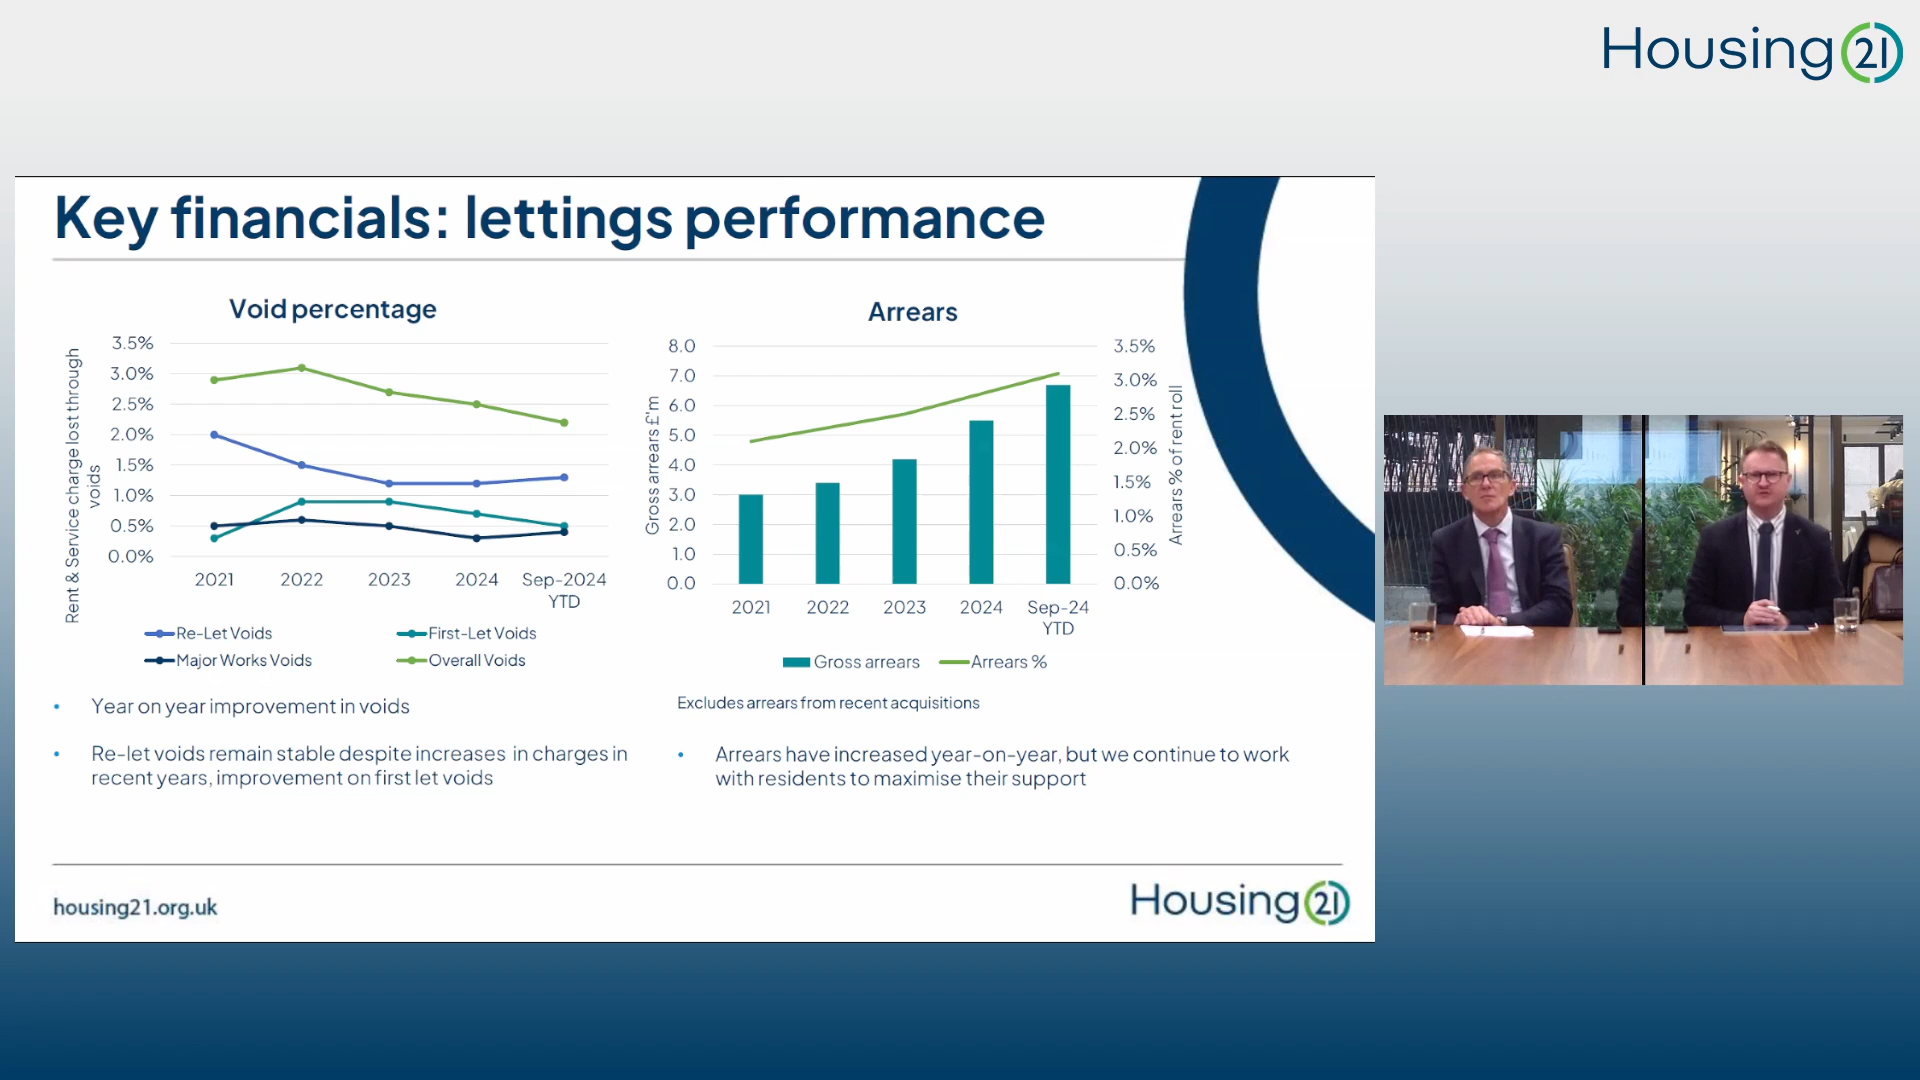 Housing 21
Key financials: lettings performance
Void percentage
Rent & Service charge lost through
voids
3.5%
3.0%
2.5%
2.0%
1.5%
1.0%
0.5%
0.0%
2021 2022 2023 2024 Sep-2024
YTD
Re-Let Voids First-Let Voids
Major Works Voids Overall Voids
Arrears
Gross arrears £'m
8.0
7.0
6.0
5.0
4.0
3.0
2.0
1.0
0.0
3.5%
3.0%
2.5%
2.0%
1.5%
1.0%
0.5%
0.0%
Arrears % of rent roll
2021 2022 2023 2024 Sep-24
YTD
Gross arrears Arrears %
• Year on year improvement in voids
• Re-let voids remain stable despite increases in charges in
recent years, improvement on first let voids
Excludes arrears from recent acquisitions
• Arrears have increased year-on-year, but we continue to work
with residents to maximise their support
housing21.org.uk
Housing 21